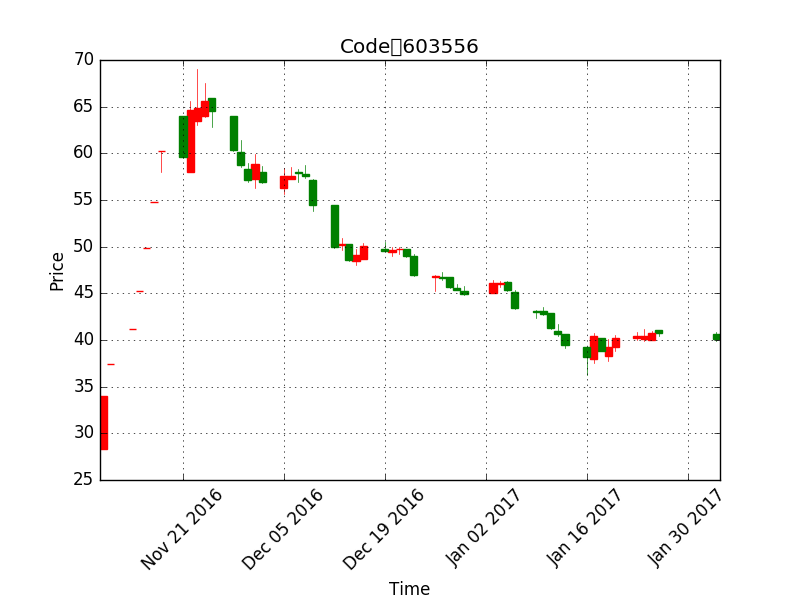 Code▯603556
70
65
60
55
50
45
40
35
30
25
Price
Nov 21 2016
Dec 05 2016
Dec 19 2016
Jan 02 2017
Jan 16 2017
Jan 30 2017
Time